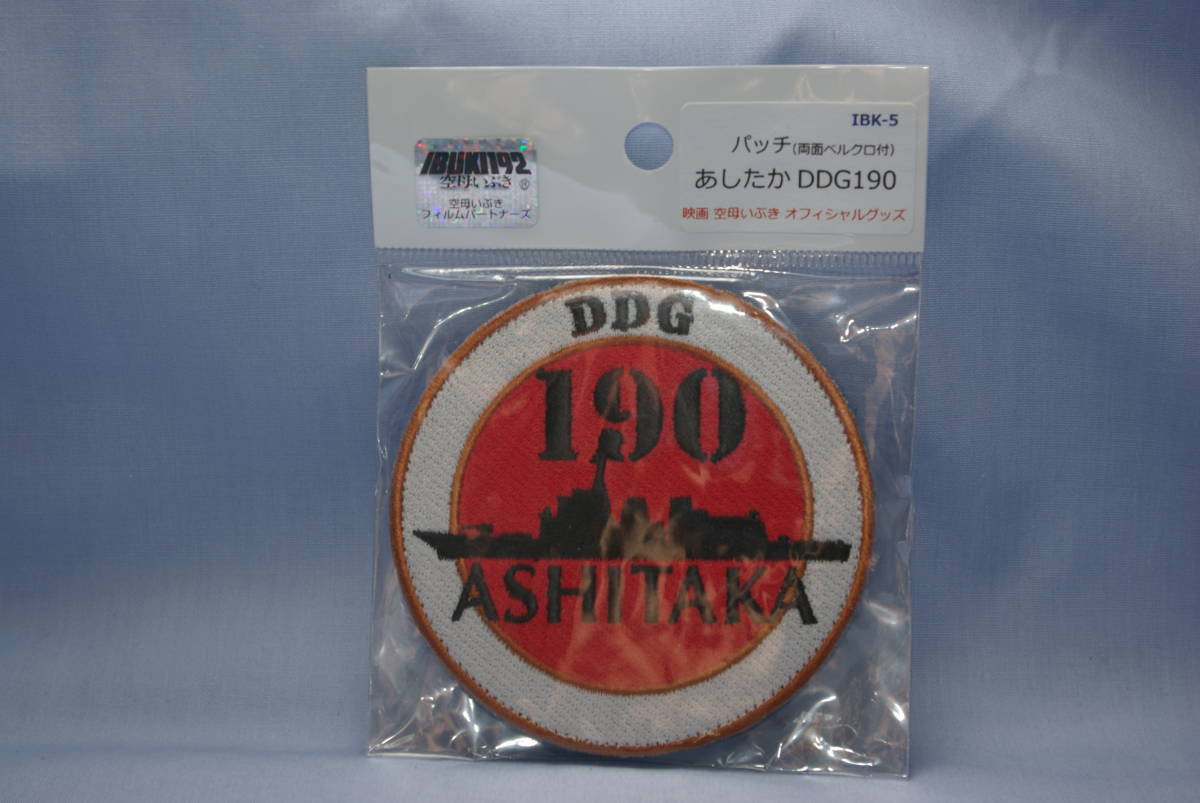 IBUKI192
空母いぶき ®
空母いぶき
フィルムパートナーズ
IBK-5
パッチ(両面ベルクロ付)
あしたか DDG190
映画 空母いぶき オフィシャルグッズ
DDG
190
ASHITAKA